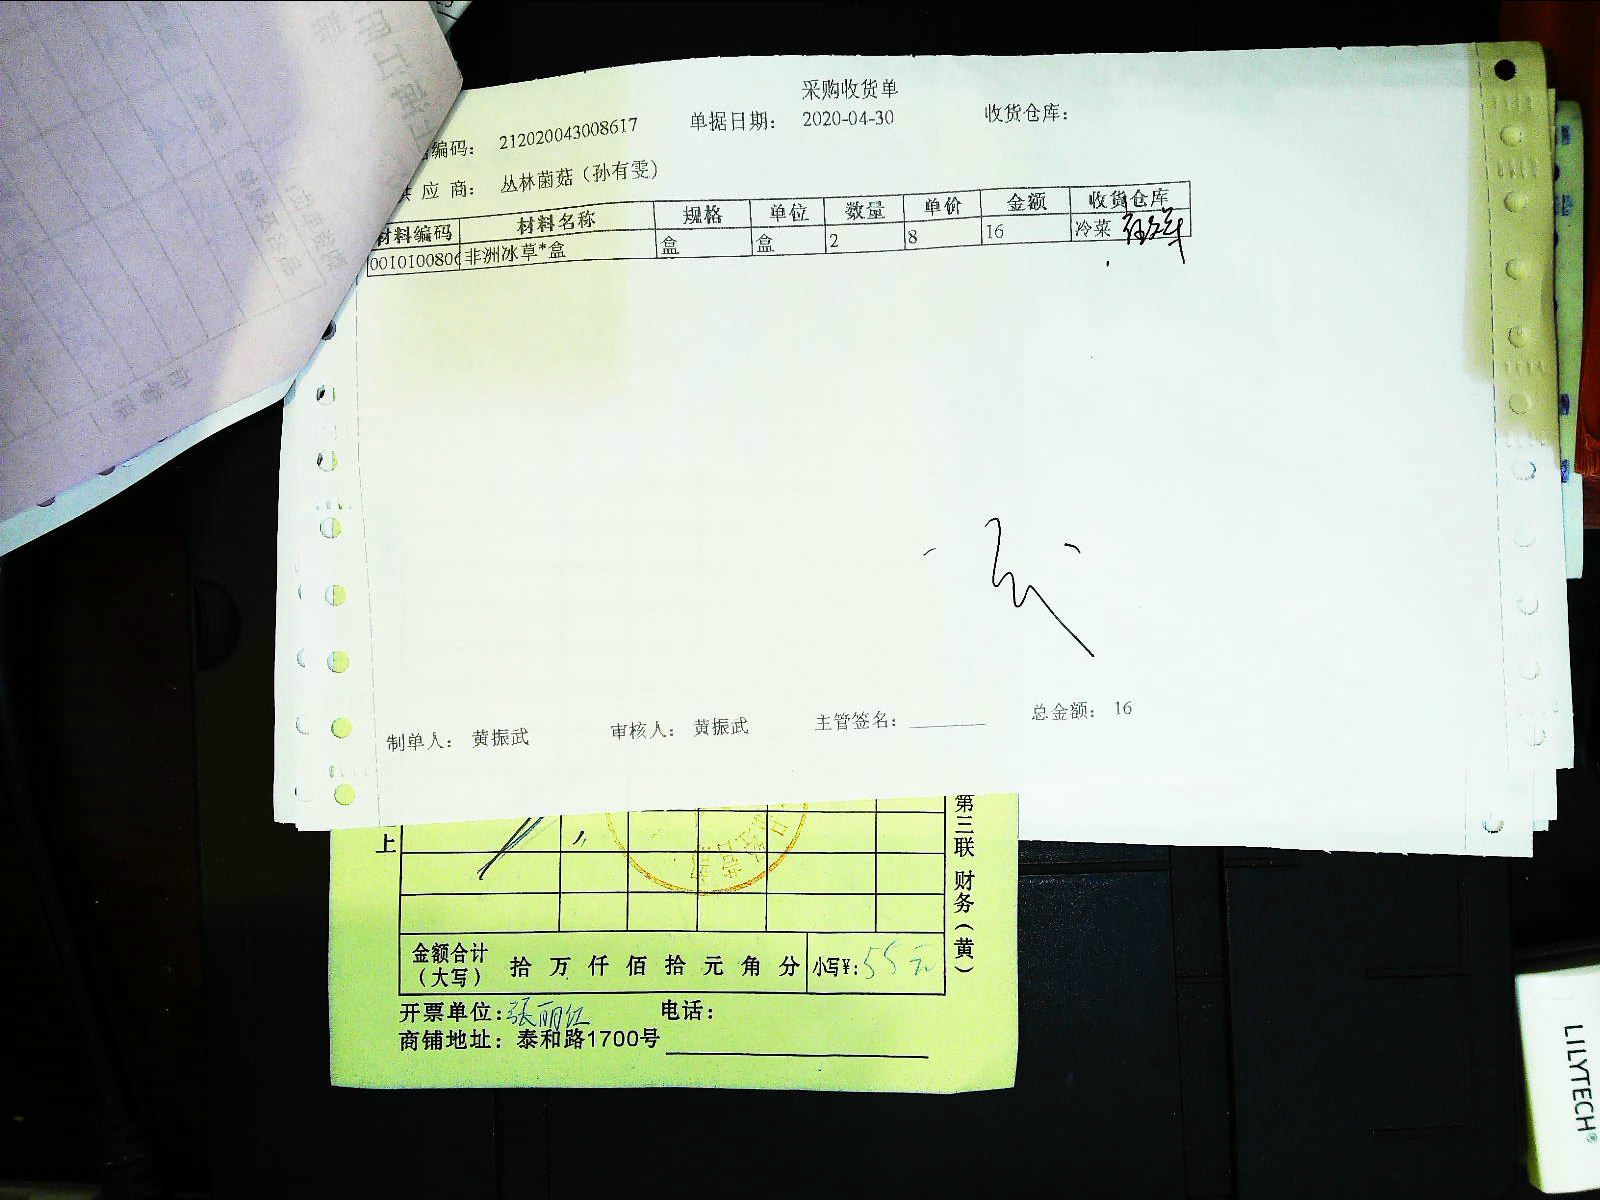 采购收货单
编码： 212020043008617 单据日期： 2020-04-30 收货仓库：
应 商： 丛林菌菇（孙有雯）
材料编码 材料名称 规格 单位 数量 单价 金额 收货仓库
001010080 非洲冰草*盒 盒 盒 2 8 16 冷菜
制单人： 黄振武 审核人： 黄振武 主管签名： 总金额： 16
上
第三联 财务（黄）
金额合计（大写） 拾 万 仟 佰 拾 元 角 分 小写¥: 55元
开票单位: 张丽红 电话：
商铺地址：泰和路1700号
LILYTECH®